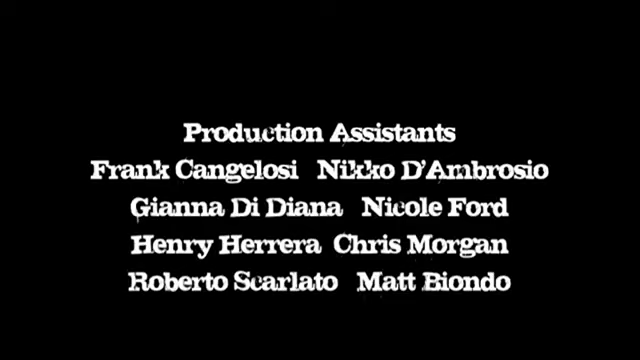 Production Assistants
Frank Cangelosi Nikko D'Ambrosio
Gianna Di Diana Nicole Ford
Henry Herrera Chris Morgan
Roberto Scarlato Matt Biondo